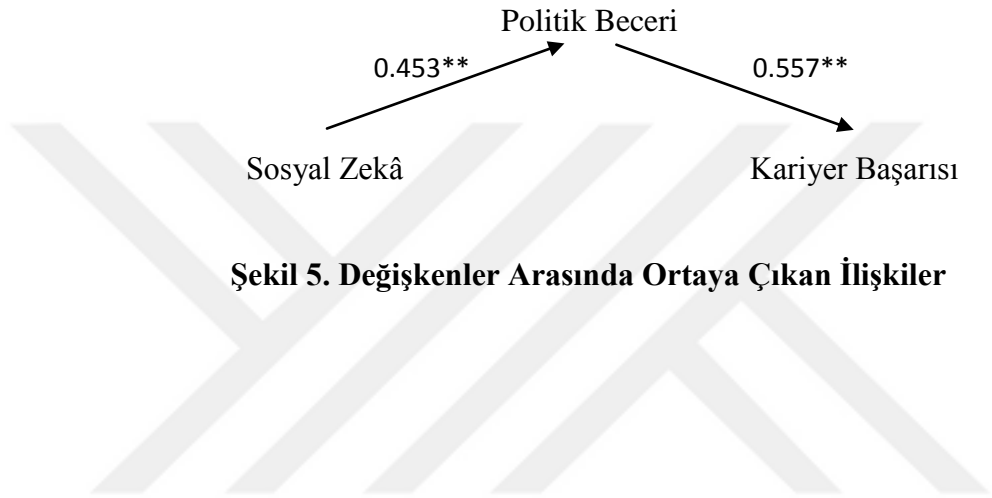 Politik Beceri
0.453** 0.557**
Sosyal Zekâ Kariyer Başarısı
Şekil 5. Değişkenler Arasında Ortaya Çıkan İlişkiler